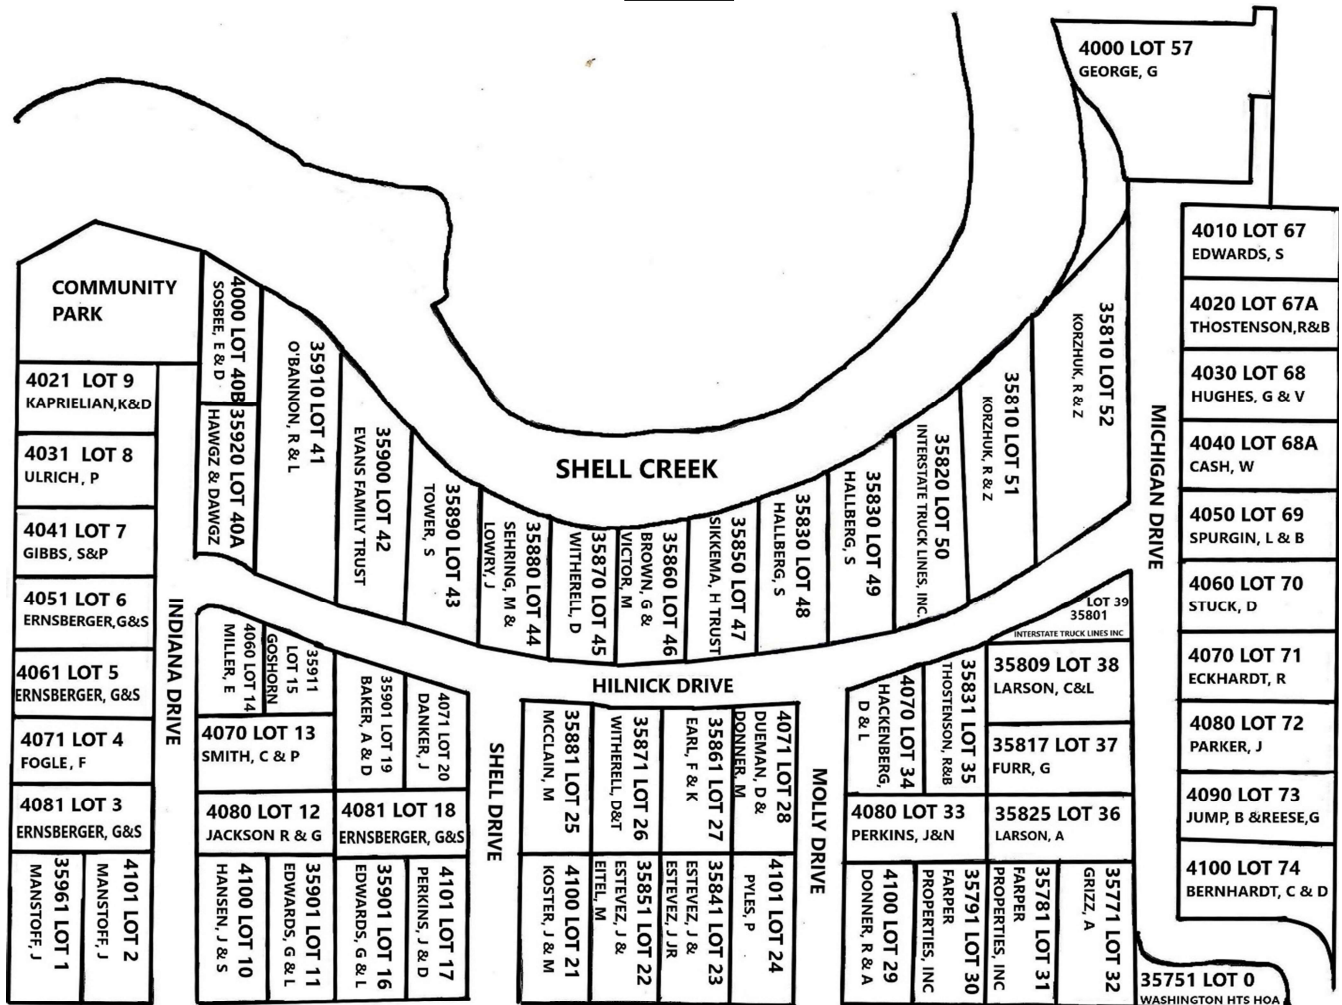 4000 LOT 57
GEORGE, G
4010 LOT 67
EDWARDS, S
4020 LOT 67A
THOSTENSON,R&B
4030 LOT 68
HUGHES, G & V
4040 LOT 68A
CASH, W
4050 LOT 69
SPURGIN, L & B
4060 LOT 70
STUCK, D
4070 LOT 71
ECKHARDT, R
4080 LOT 72
PARKER, J
4090 LOT 73
JUMP, B &REESE,G
4100 LOT 74
BERNHARDT, C & D
35751 LOT 0
WASHINGTON HTS HOA
MICHIGAN DRIVE
COMMUNITY
PARK
4021 LOT 9
KAPRIELIAN,K&D
4031 LOT 8
ULRICH, P
4041 LOT 7
GIBBS, S&P
4051 LOT 6
ERNSBERGER,G&S
4061 LOT 5
ERNSBERGER, G&S
4071 LOT 4
FOGLE, F
4081 LOT 3
ERNSBERGER, G&S
35961 LOT 1
MANSTOFF, J
4101 LOT 2
MANSTOFF, J
INDIANA DRIVE
4000 LOT 40B
SOSBEE, E & D
35920 LOT 40A
HAWGZ & DAWGZ
35910 LOT 41
O'BANNON, R & L
35900 LOT 42
EVANS FAMILY TRUST
35890 LOT 43
TOWER, S
35880 LOT 44
SEHRING, M &
LOWRY, J
35870 LOT 45
WITHERELL, D
35860 LOT 46
BROWN, G &
VICTOR, M
35850 LOT 47
SIKKEMA, H TRUST
35830 LOT 48
HALLBERG, S
35830 LOT 49
HALLBERG, S
35820 LOT 50
INTERSTATE TRUCK LINES, INC.
35810 LOT 51
KORZHUK, R & Z
35810 LOT 52
KORZHUK, R & Z
SHELL CREEK
HILNICK DRIVE
4060 LOT 14
MILLER, E
35911
LOT 15
GOSHORN
4070 LOT 13
SMITH, C & P
35901 LOT 19
BAKER, A & D
4071 LOT 20
DANKER, J
4080 LOT 12
JACKSON R & G
4081 LOT 18
ERNSBERGER, G&S
4100 LOT 10
HANSEN, J & S
35901 LOT 11
EDWARDS, G & L
35901 LOT 16
EDWARDS, G & L
4101 LOT 17
PERKINS, J & D
SHELL DRIVE
35881 LOT 25
MCCLAIN, M
35871 LOT 26
WITHERELL, D&T
35861 LOT 27
EARL, F & K
4071 LOT 28
DUEMAN, D &
DONNER, M
4100 LOT 21
KOSTER, J & M
35851 LOT 22
ESTEVEZ, J &
EITEL, M
35841 LOT 23
ESTEVEZ, J &
ESTEVEZ, J JR
4101 LOT 24
PYLES, P
MOLLY DRIVE
4070 LOT 34
HACKENBERG,
D & L
35831 LOT 35
THOSTENSON, R&B
LOT 39
35801
INTERSTATE TRUCK LINES INC
35809 LOT 38
LARSON, C&L
35817 LOT 37
FURR, G
4080 LOT 33
PERKINS, J&N
35825 LOT 36
LARSON, A
4100 LOT 29
DONNER, R & A
35791 LOT 30
FARPER
PROPERTIES, INC
35781 LOT 31
FARPER
PROPERTIES, INC
35771 LOT 32
GRIZZ, A